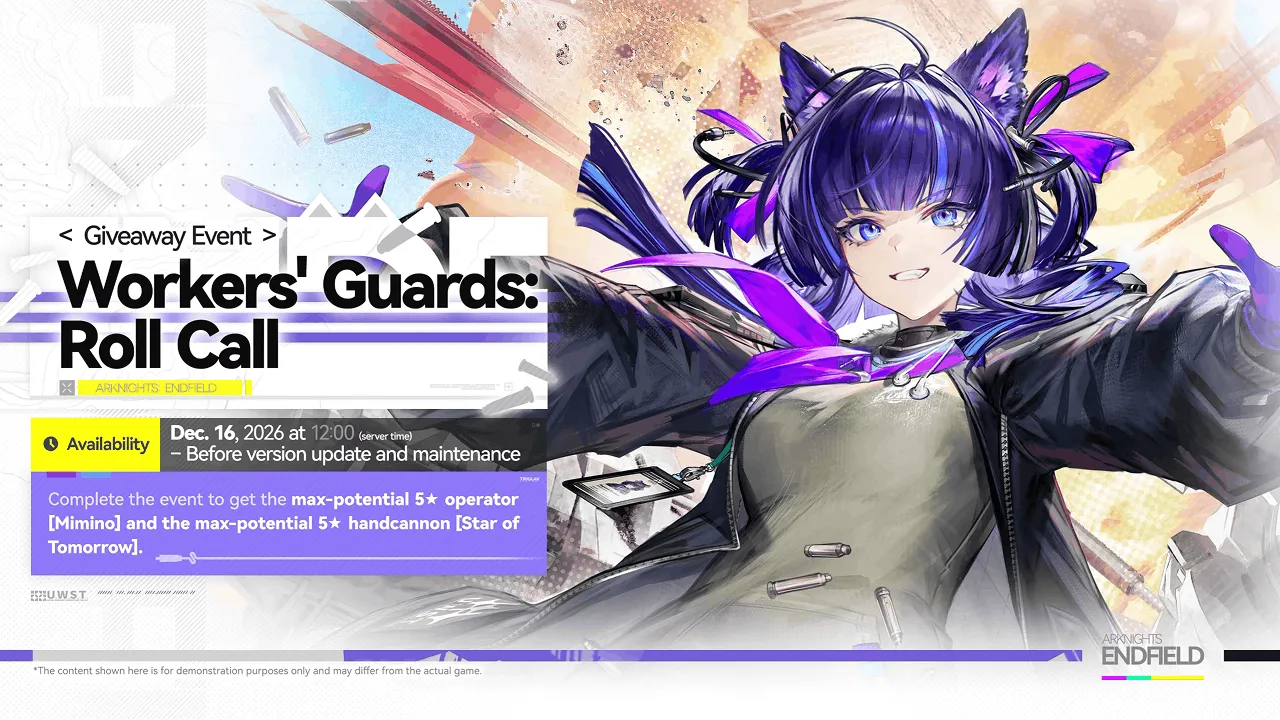 < Giveaway Event >
Workers' Guards:
Roll Call
ARKNIGHTS ENDFIELD
Availability
Dec. 16, 2026 at 12:00 (server time)
– Before version update and maintenance
Complete the event to get the max-potential 5★ operator
[Mimino] and the max-potential 5★ handcannon [Star of
Tomorrow].
U.W.S.T.
ARKNIGHTS
ENDFIELD
*The content shown here is for demonstration purposes only and may differ from the actual game.